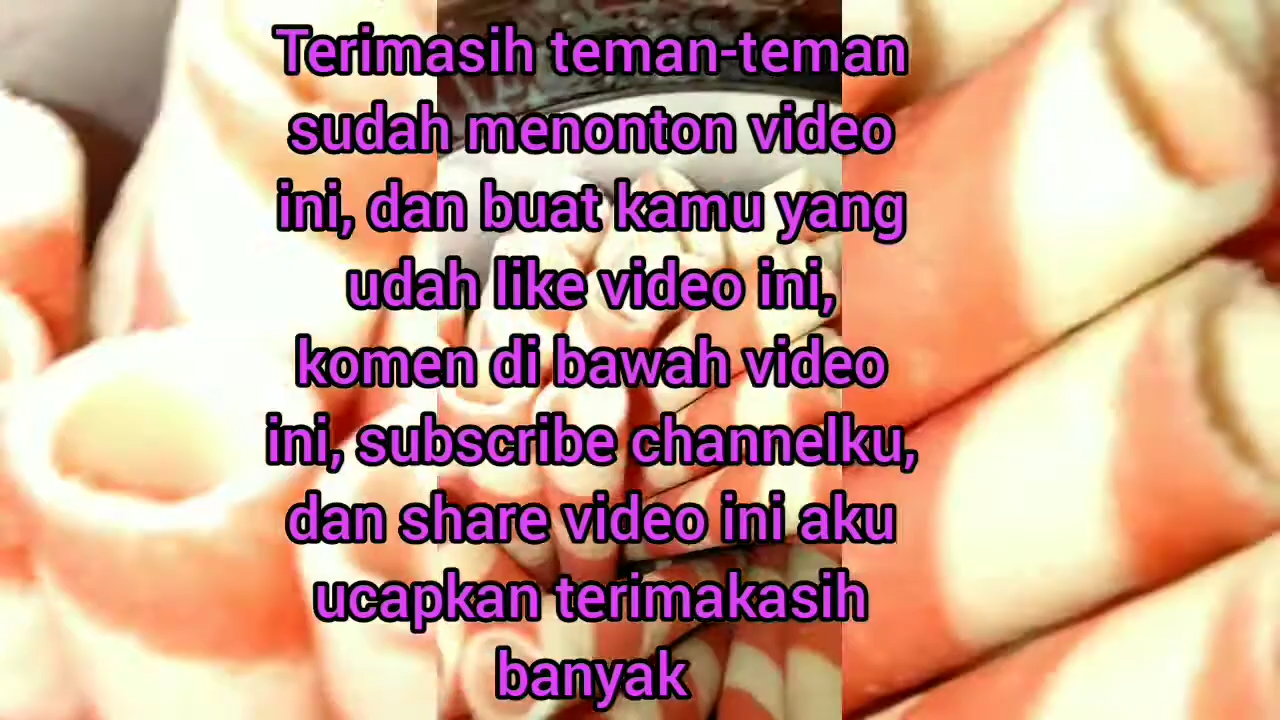 Terimasih teman-teman
sudah menonton video
ini, dan buat kamu yang
udah like video ini,
komen di bawah video
ini, subscribe channelku,
dan share video ini aku
ucapkan terimakasih
banyak